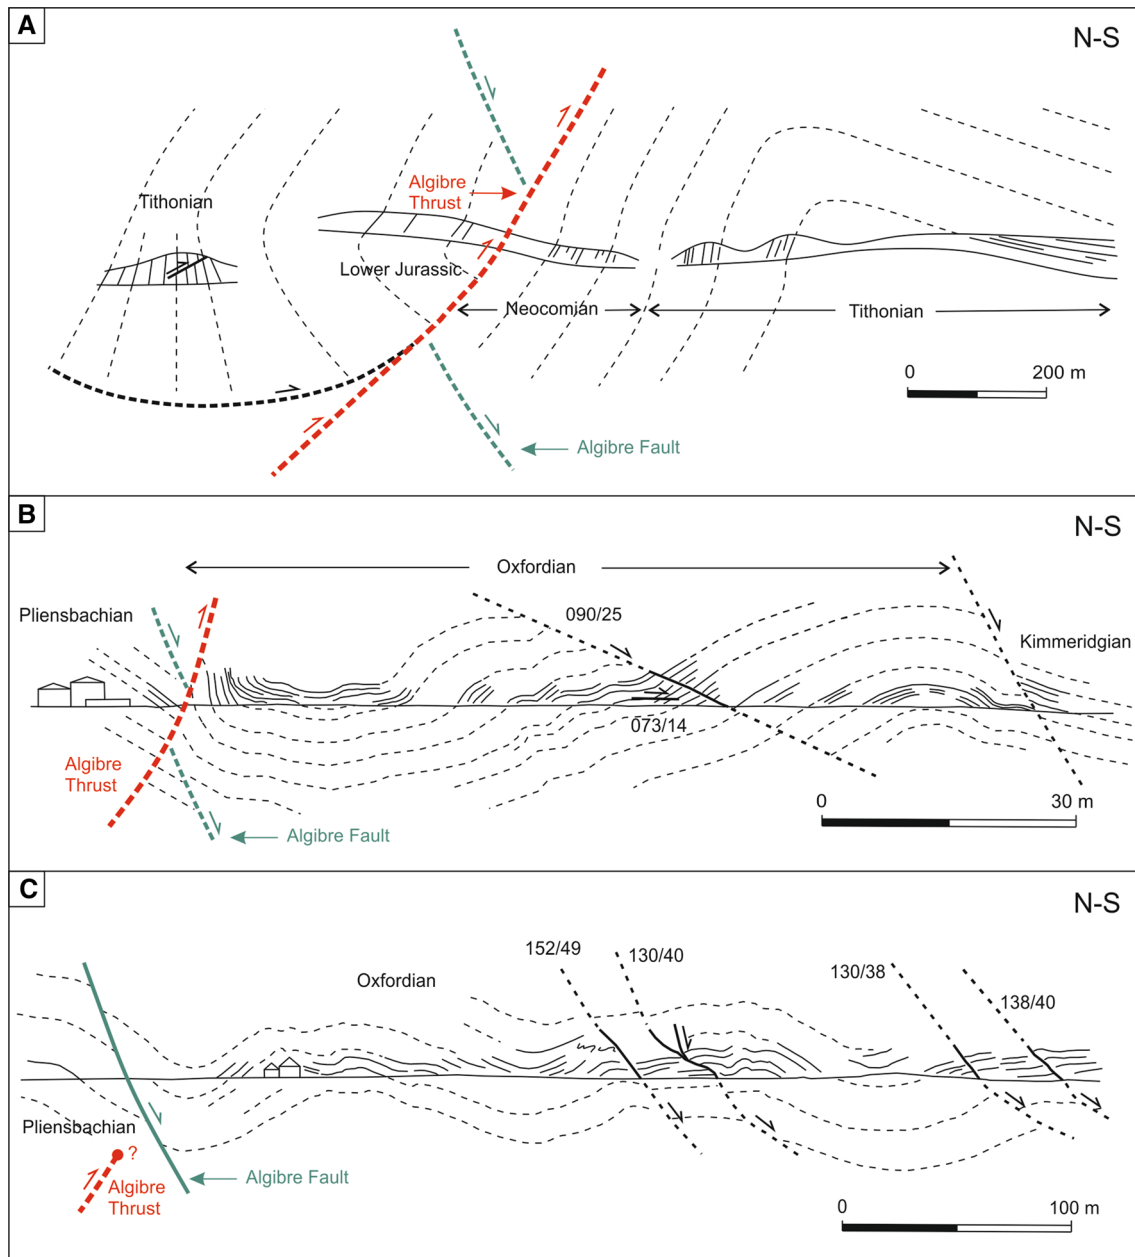 A
N-S
Tithonian
Algibre
Thrust
Lower Jurassic
Neocomian
Tithonian
0 200 m
Algibre Fault
B
N-S
Oxfordian
Pliensbachian
090/25
Kimmeridgian
073/14
Algibre
Thrust
0 30 m
Algibre Fault
C
N-S
152/49
130/40
Oxfordian
130/38
138/40
Pliensbachian
?
Algibre Fault
Algibre
Thrust
0 100 m